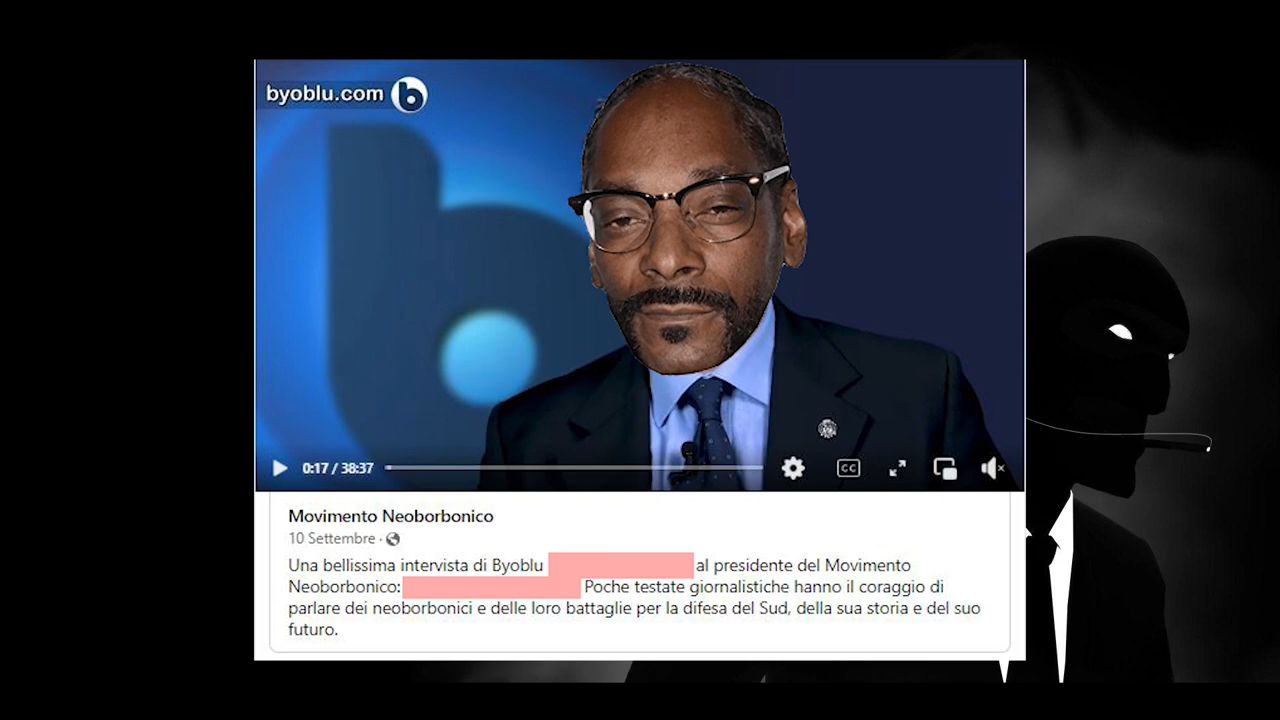 byoblu.com b
0:17 / 38:37
CC
Movimento Neoborbonico
10 Settembre ·
Una bellissima intervista di Byoblu al presidente del Movimento
Neoborbonico: Poche testate giornalistiche hanno il coraggio di
parlare dei neoborbonici e delle loro battaglie per la difesa del Sud, della sua storia e del suo
futuro.